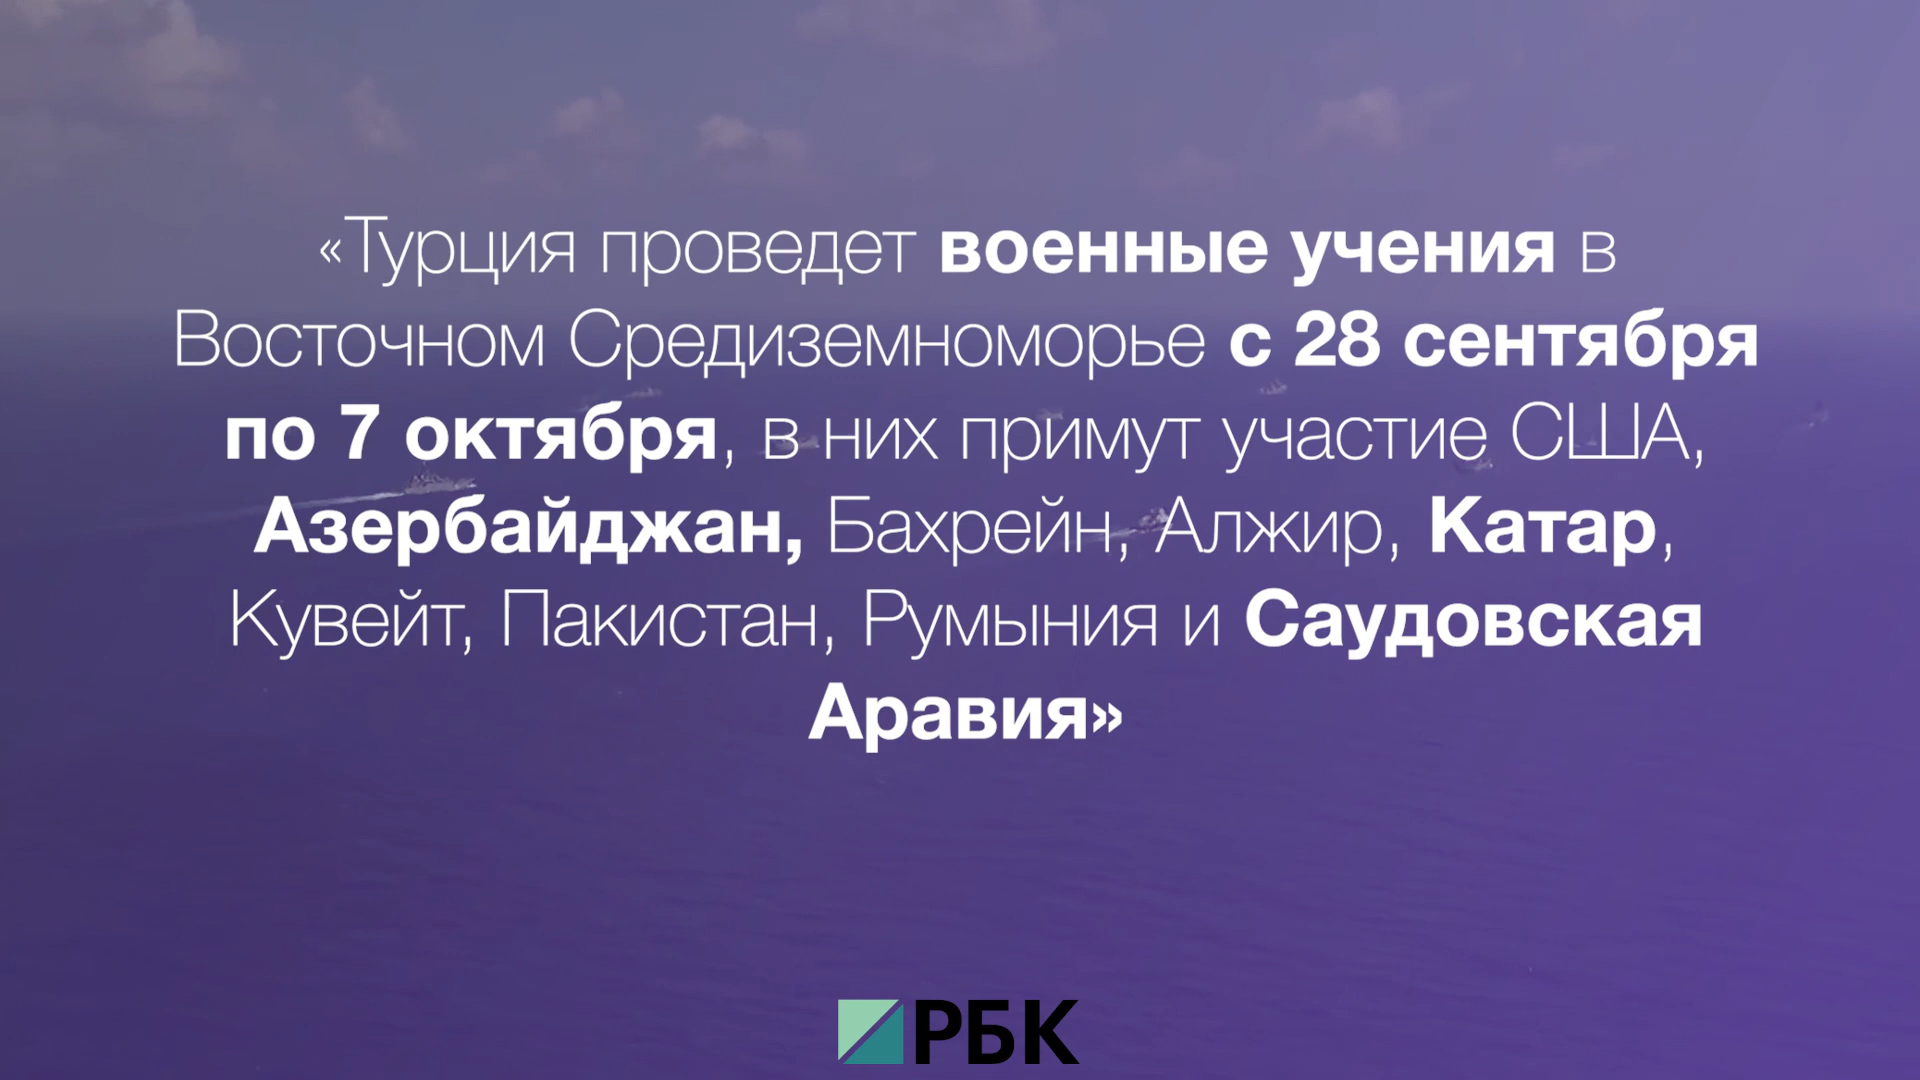 «Турция проведет военные учения в
Восточном Средиземноморье с 28 сентября
по 7 октября, в них примут участие США,
Азербайджан, Бахрейн, Алжир, Катар,
Кувейт, Пакистан, Румыния и Саудовская
Аравия»
РБК